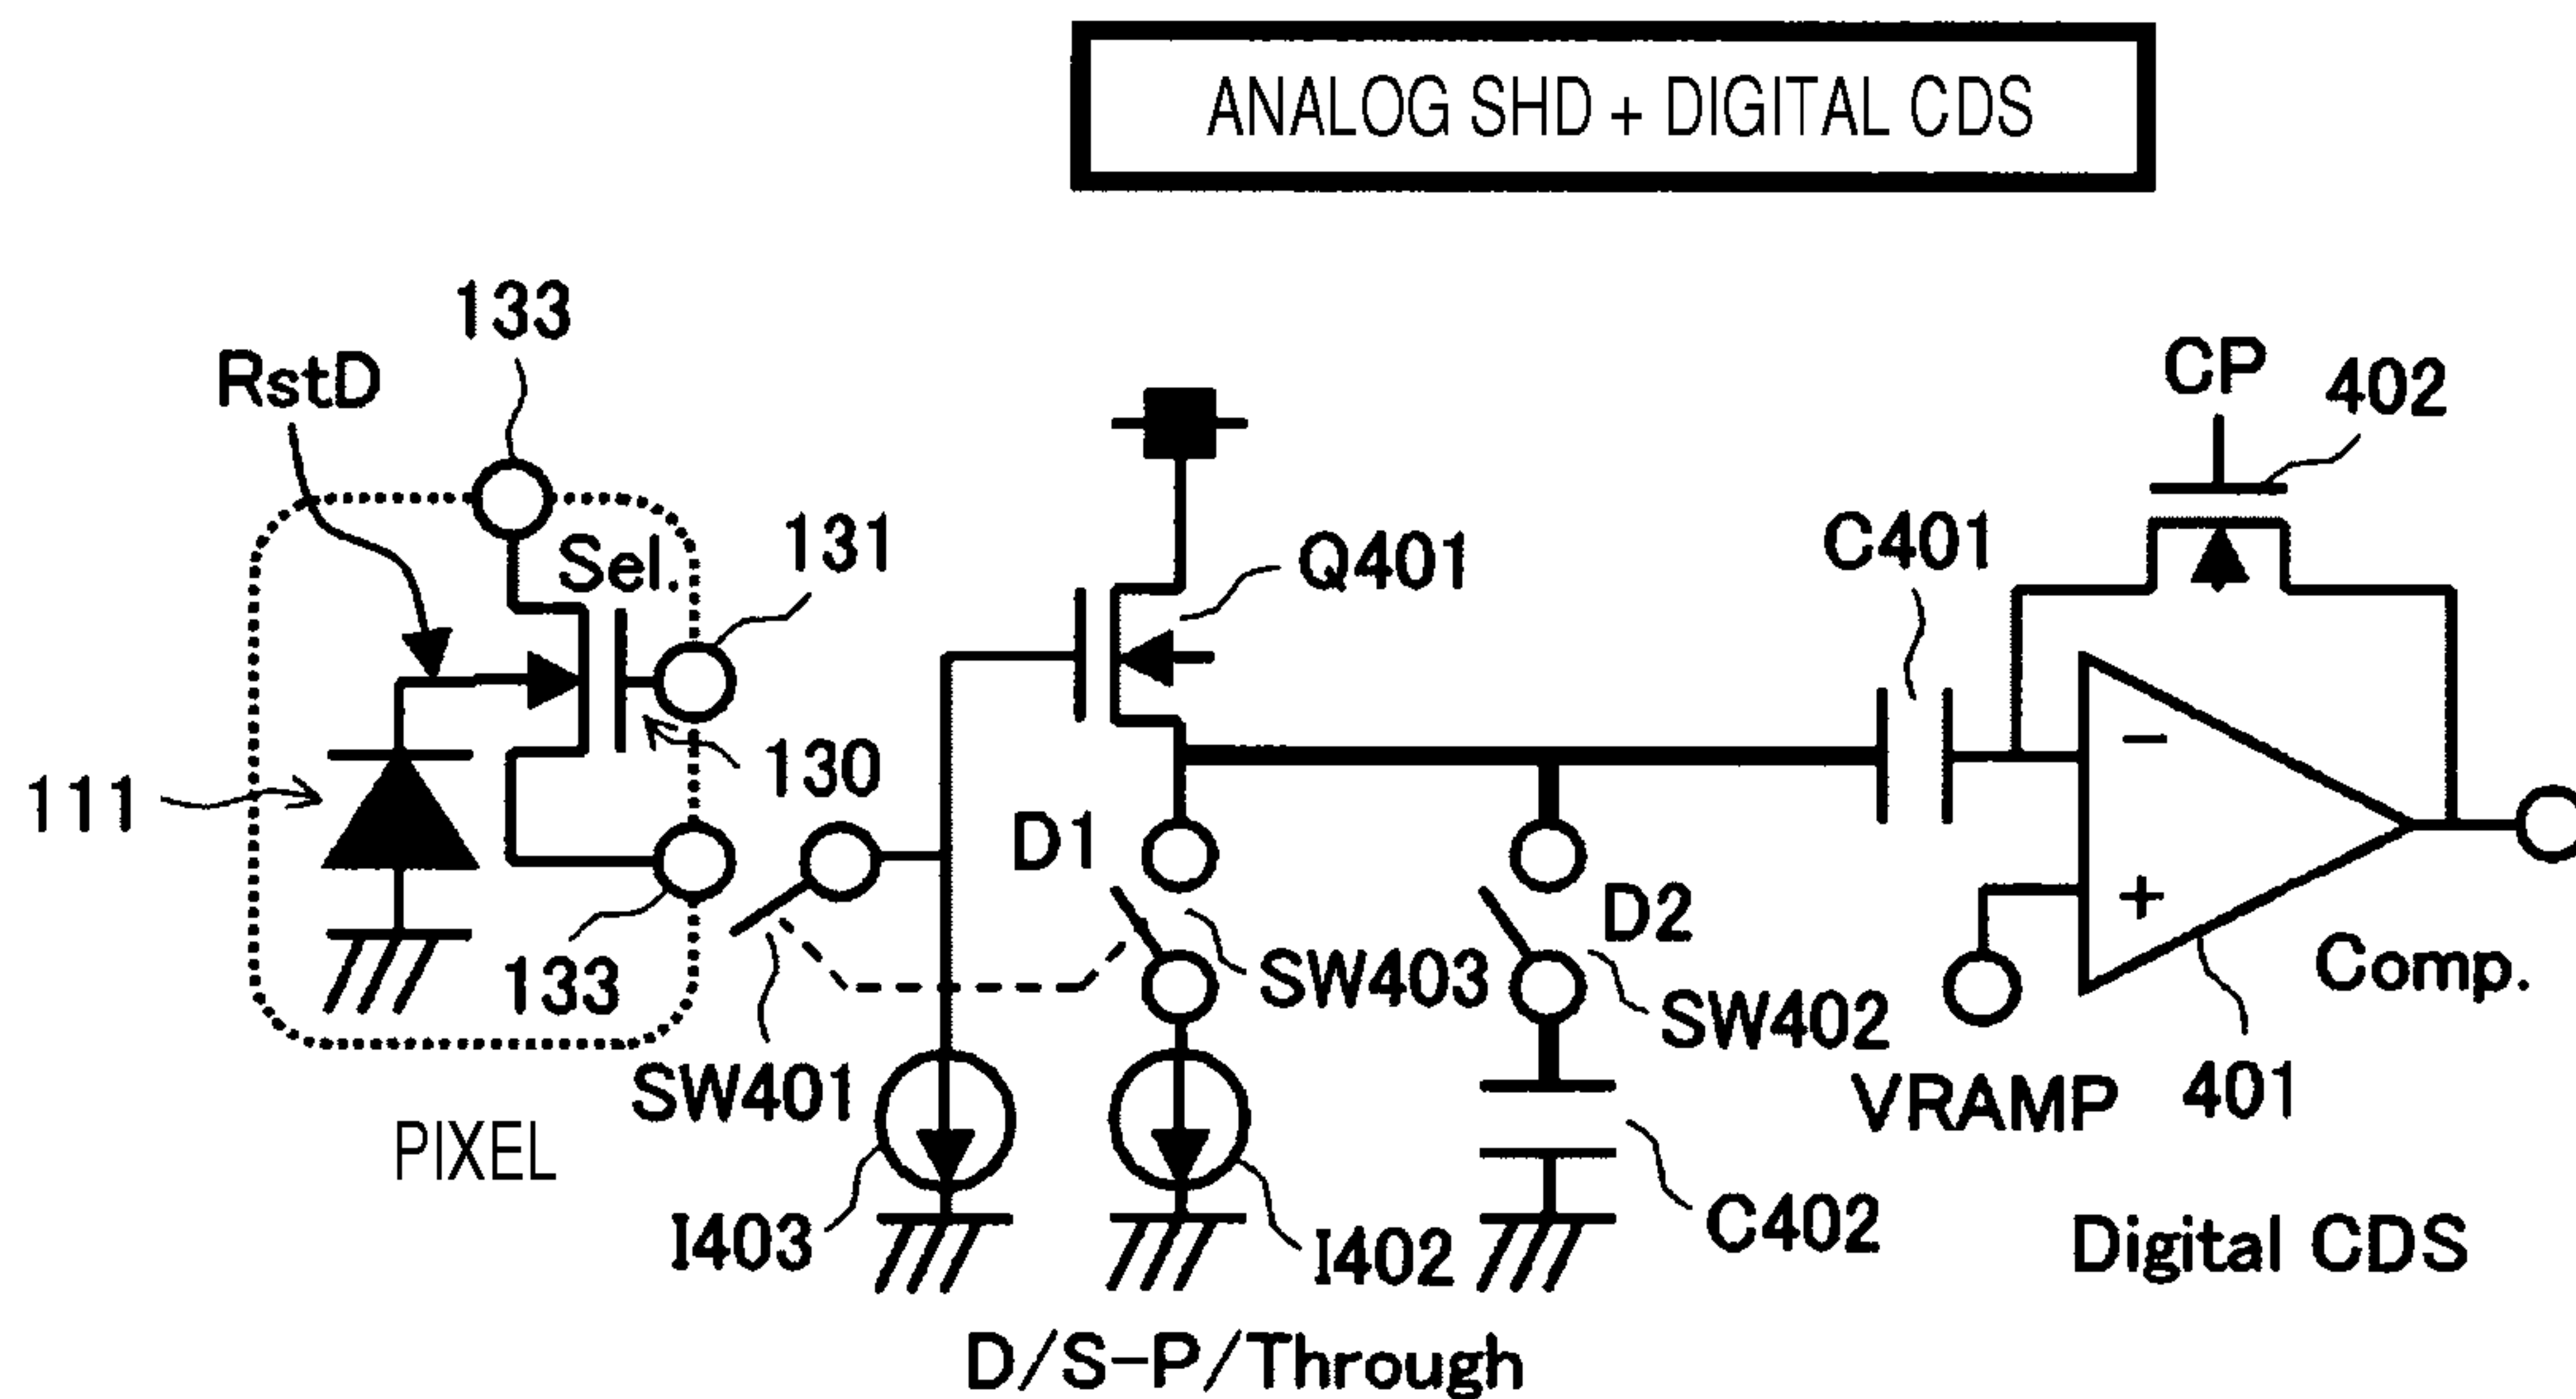 ANALOG SHD + DIGITAL CDS
133
RstD
CP
402
Sel.
131
Q401
C401
130
111
D1
D2
133
SW403
SW402
Comp.
SW401
VRAMP
401
PIXEL
I403
I402
C402
Digital CDS
D/S-P/Through
−
+